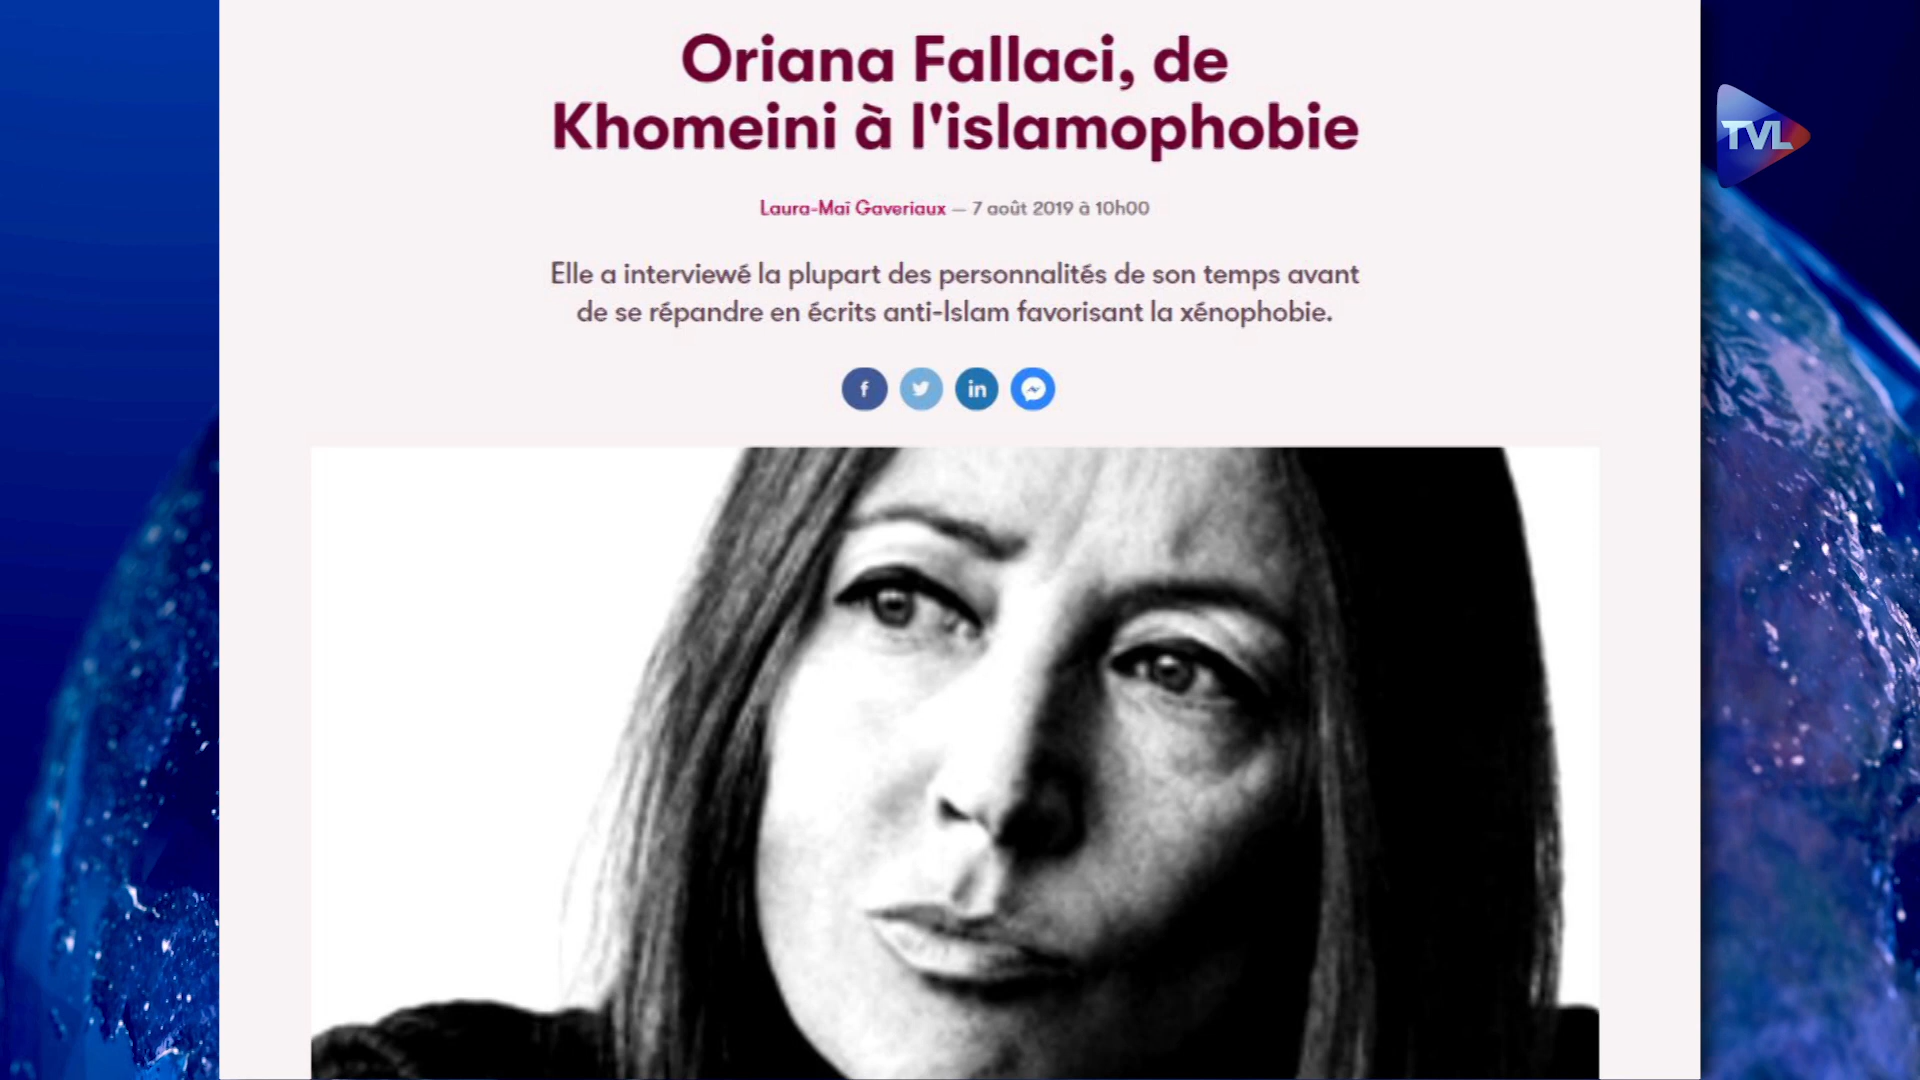 Oriana Fallaci, de
Khomeini à l'islamophobie
TVL
Laura-Maï Gaveriaux — 7 août 2019 à 10h00
Elle a interviewé la plupart des personnalités de son temps avant
de se répandre en écrits anti-Islam favorisant la xénophobie.
f
in